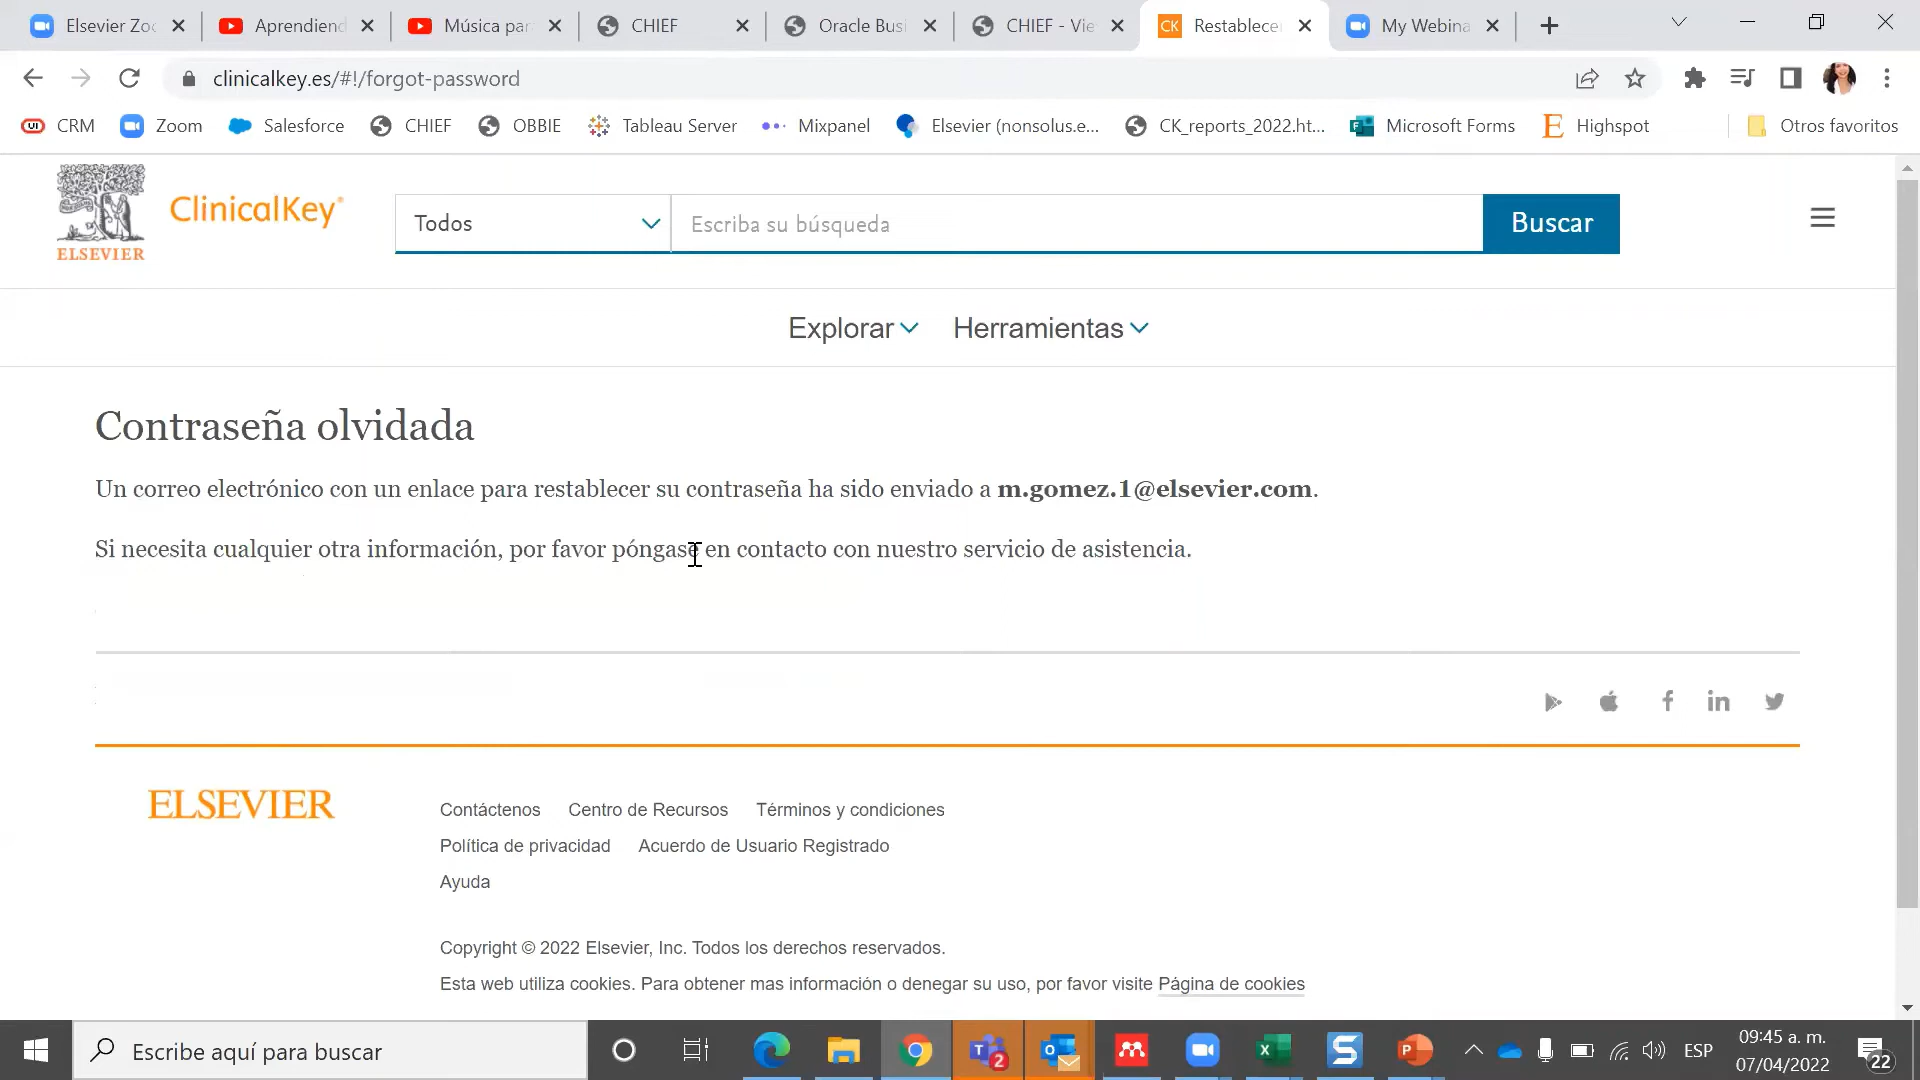 Elsevier Zoo
Aprendiend
Música par
CHIEF
Oracle Busi
CHIEF - Vie
CK
Restablecer
My Webina
clinicalkey.es/#!/forgot-password
CRM
Zoom
Salesforce
CHIEF
OBBIE
Tableau Server
Mixpanel
Elsevier (nonsolus.e...
CK_reports_2022.ht...
Microsoft Forms
Highspot
Otros favoritos
ELSEVIER
ClinicalKey®
Todos
Escriba su búsqueda
Buscar
Explorar
Herramientas
Contraseña olvidada
Un correo electrónico con un enlace para restablecer su contraseña ha sido enviado a m.gomez.1@elsevier.com.
Si necesita cualquier otra información, por favor póngase en contacto con nuestro servicio de asistencia.
ELSEVIER
Contáctenos Centro de Recursos Términos y condiciones
Política de privacidad Acuerdo de Usuario Registrado
Ayuda
Copyright © 2022 Elsevier, Inc. Todos los derechos reservados.
Esta web utiliza cookies. Para obtener mas información o denegar su uso, por favor visite Página de cookies
Escribe aquí para buscar
2
ESP
09:45 a. m.
07/04/2022
22